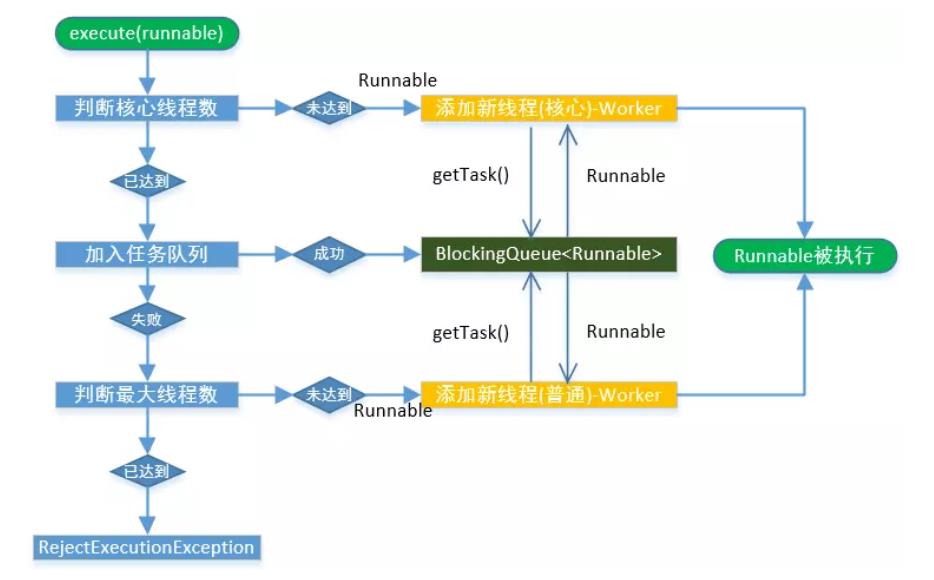 execute(runnable)
Runnable
判断核心线程数
未达到
添加新线程(核心)-Worker
getTask()
Runnable
已达到
加入任务队列
成功
BlockingQueue<Runnable>
Runnable被执行
失败
getTask()
Runnable
判断最大线程数
未达到
添加新线程(普通)-Worker
Runnable
已达到
RejectExecutionException